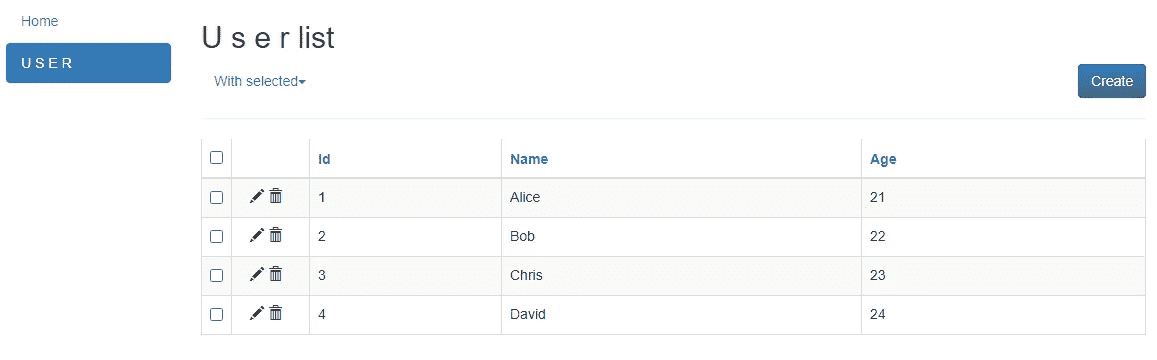 Home
U S E R
U s e r list
With selected
Create
Id Name Age
1 Alice 21
2 Bob 22
3 Chris 23
4 David 24